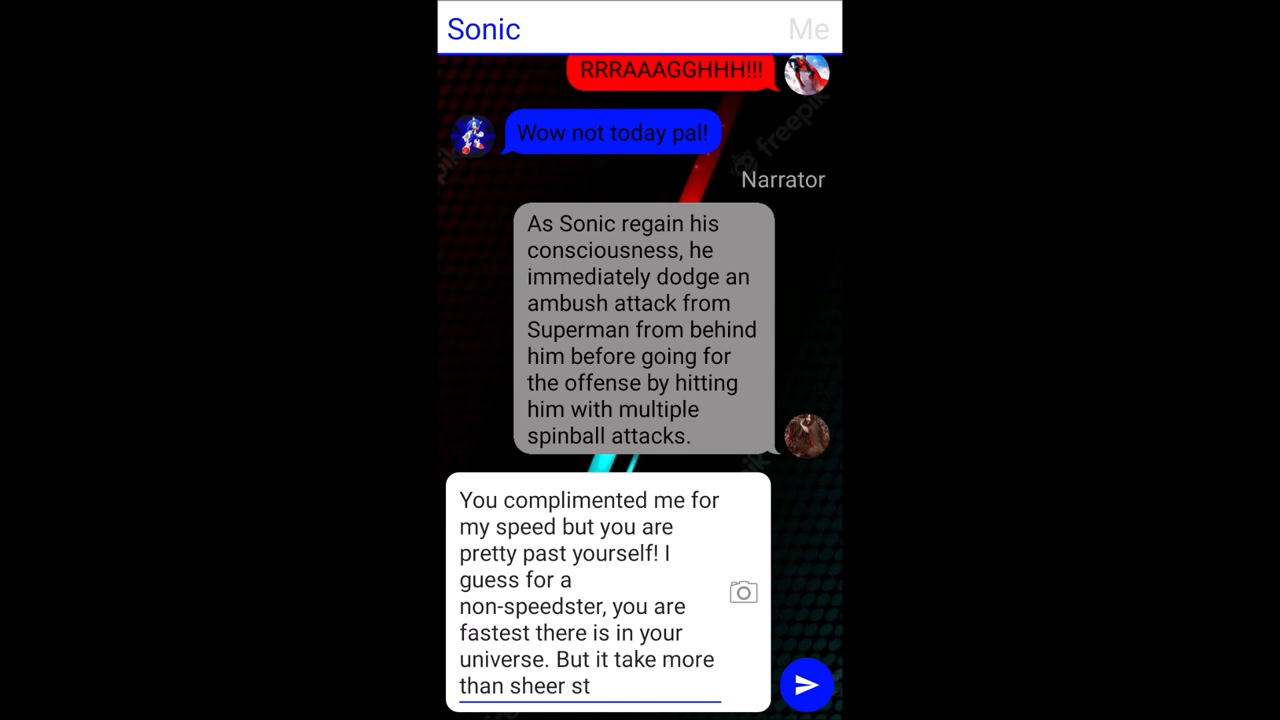 Sonic
Me
RRRAAAGGHHH!!!
Wow not today pal!
freepik
Narrator
As Sonic regain his
consciousness, he
immediately dodge an
ambush attack from
Superman from behind
him before going for
the offense by hitting
him with multiple
spinball attacks.
You complimented me for
my speed but you are
pretty past yourself! I
guess for a
non-speedster, you are
fastest there is in your
universe. But it take more
than sheer st